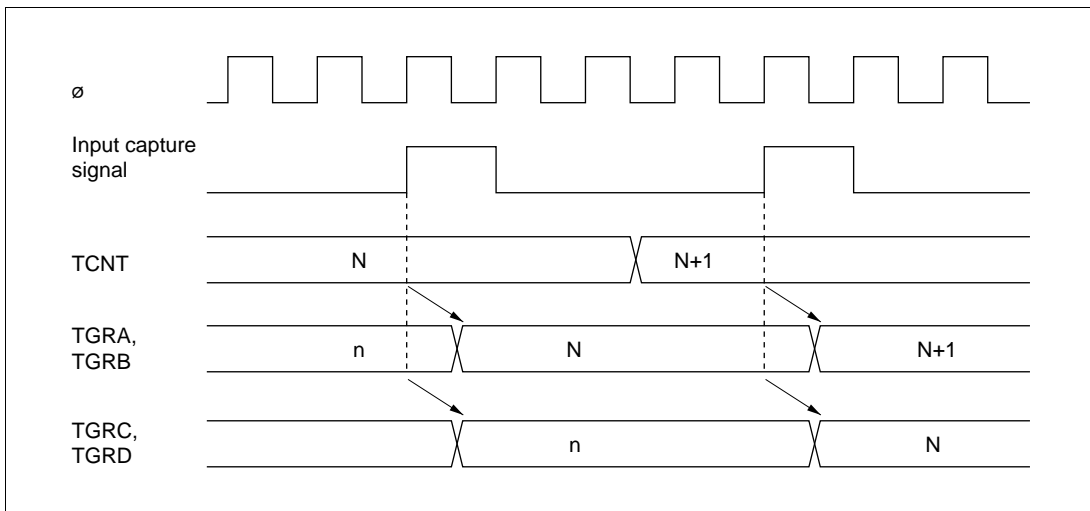 ø
Input capture
signal
TCNT
N
N+1
TGRA,
TGRB
n
N
N+1
TGRC,
TGRD
n
N